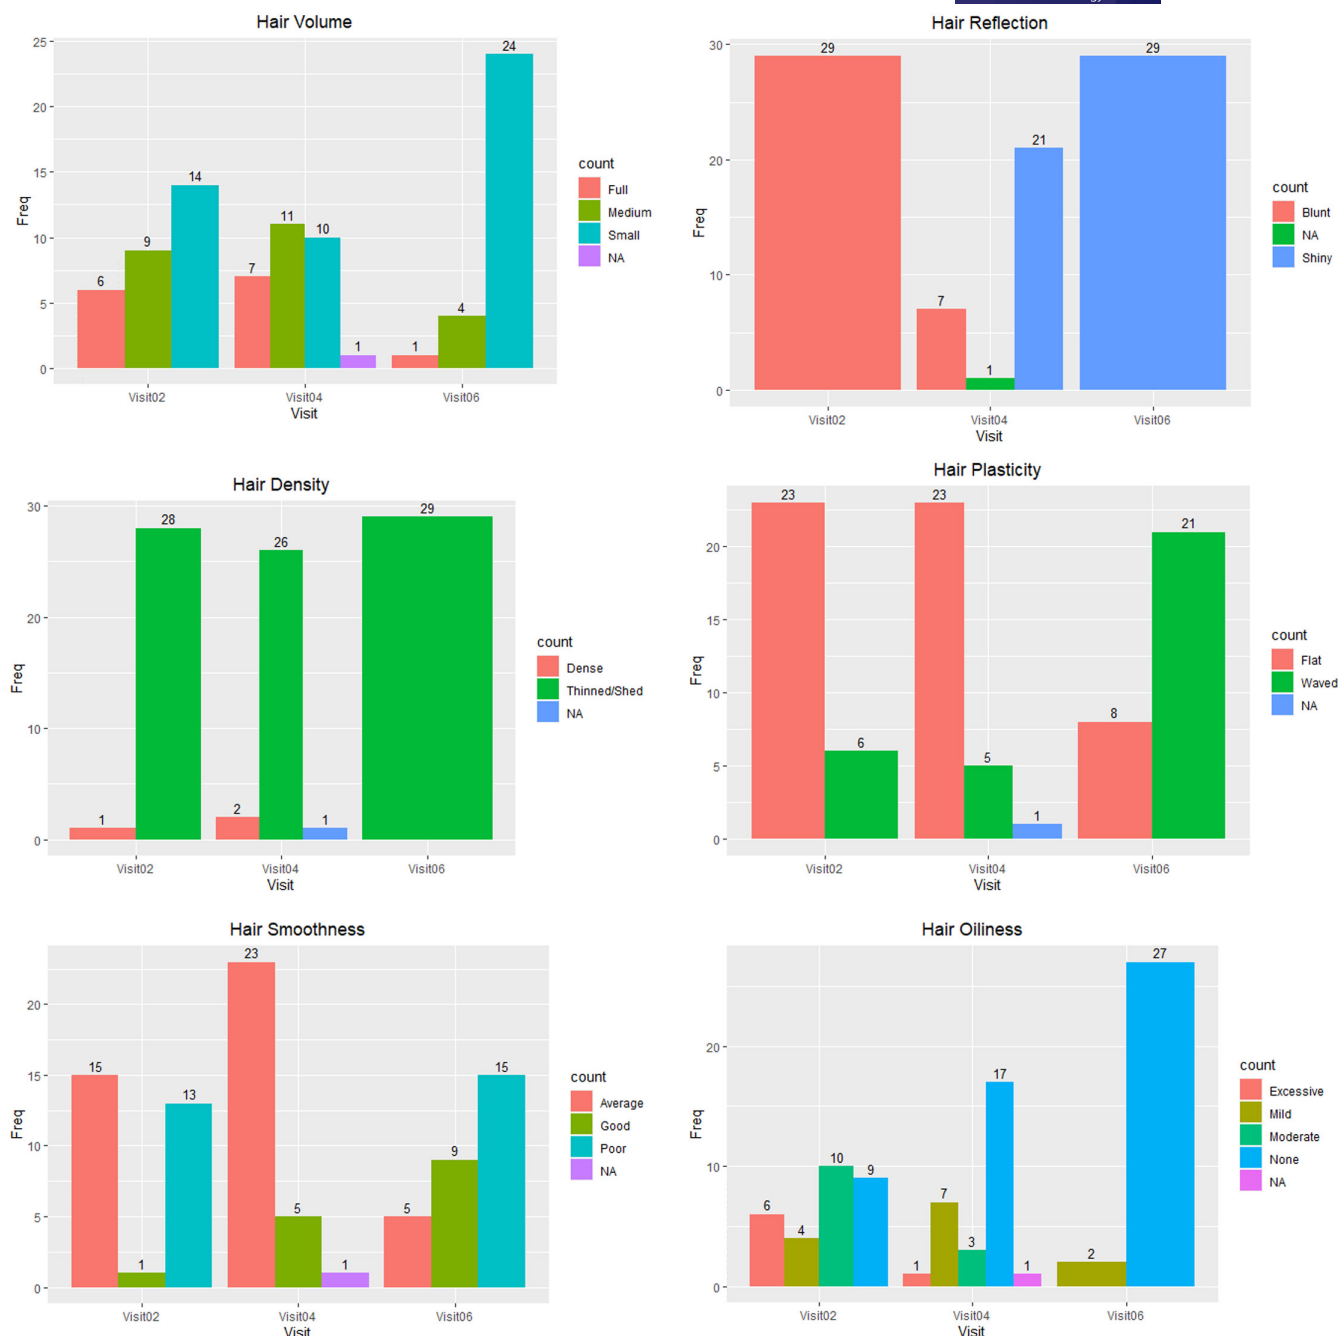 Hair Volume
25
20
15
10
5
0
Freq
6
9
14
7
11
10
1
1
4
24
Visit02
Visit04
Visit06
Visit
count
Full
Medium
Small
NA
Hair Reflection
30
20
10
0
Freq
29
7
1
21
29
Visit02
Visit04
Visit06
Visit
count
Blunt
NA
Shiny
Hair Density
30
20
10
0
Freq
1
28
2
26
1
29
Visit02
Visit04
Visit06
Visit
count
Dense
Thinned/Shed
NA
Hair Plasticity
20
15
10
5
0
Freq
23
6
23
5
1
8
21
Visit02
Visit04
Visit06
Visit
count
Flat
Waved
NA
Hair Smoothness
20
15
10
5
0
Freq
15
1
13
23
5
1
5
9
15
Visit02
Visit04
Visit06
Visit
count
Average
Good
Poor
NA
Hair Oiliness
20
10
0
Freq
6
4
10
9
1
7
3
17
1
2
27
Visit02
Visit04
Visit06
Visit
count
Excessive
Mild
Moderate
None
NA